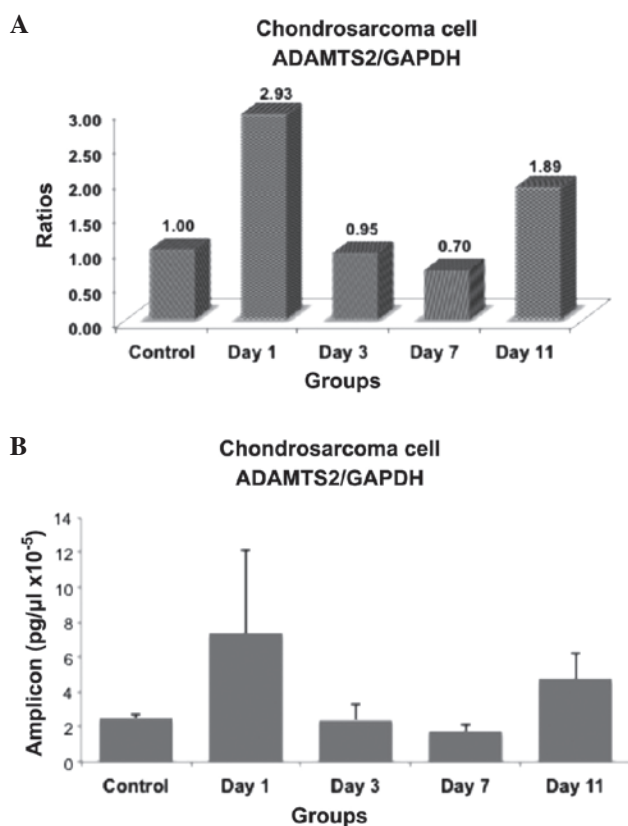 A
Chondrosarcoma cell
ADAMTS2/GAPDH
3.00
2.50
2.00
1.50
1.00
0.50
0.00
Ratios
1.00
2.93
0.95
0.70
1.89
Control Day 1 Day 3 Day 7 Day 11
Groups
B
Chondrosarcoma cell
ADAMTS2/GAPDH
14
12
10
8
6
4
2
0
Amplicon (pg/µl x10⁻⁵)
Control Day 1 Day 3 Day 7 Day 11
Groups